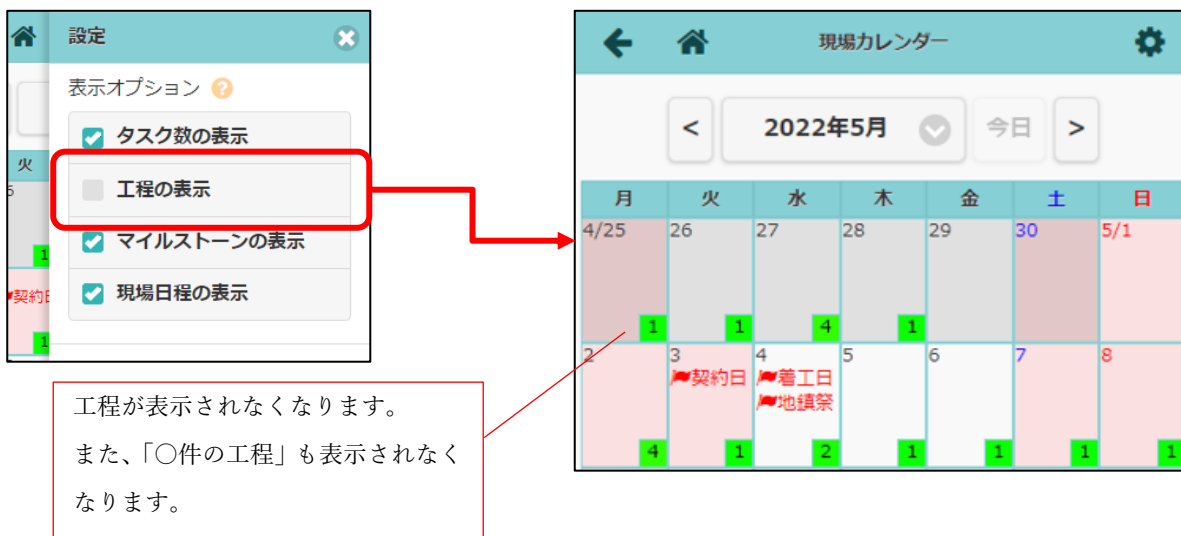 設定
表示オプション ?
タスク数の表示
工程の表示
マイルストーンの表示
現場日程の表示
火
1
契約
1
工程が表示されなくなります。
また、「〇件の工程」も表示されなく
なります。
現場カレンダー
< 2022年5月 今日 >
月 火 水 木 金 土 日
4/25 26 27 28 29 30 5/1
1 1 4 1
2 3 4 5 6 7 8
契約日 着工日
地鎮祭
4 1 2 1 1 1 1